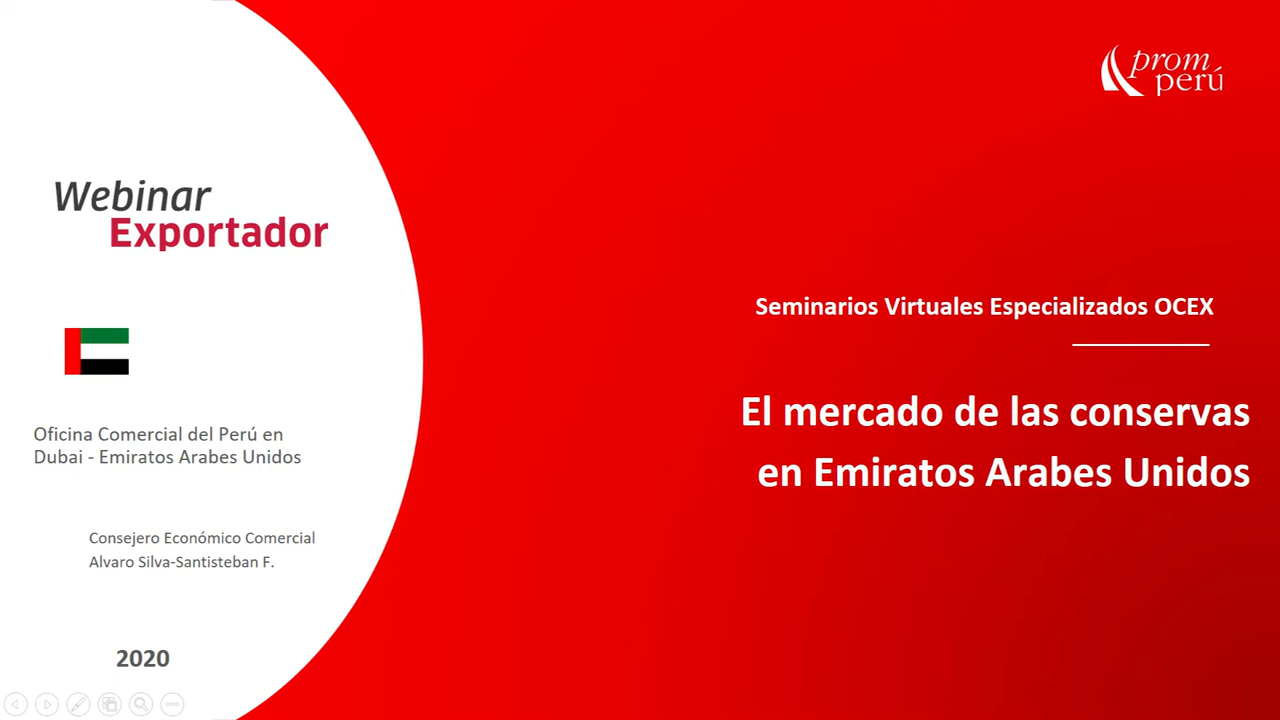 Webinar
Exportador
Oficina Comercial del Perú en
Dubai - Emiratos Arabes Unidos
Consejero Económico Comercial
Alvaro Silva-Santisteban F.
2020
prom
perú
Seminarios Virtuales Especializados OCEX
El mercado de las conservas
en Emiratos Arabes Unidos